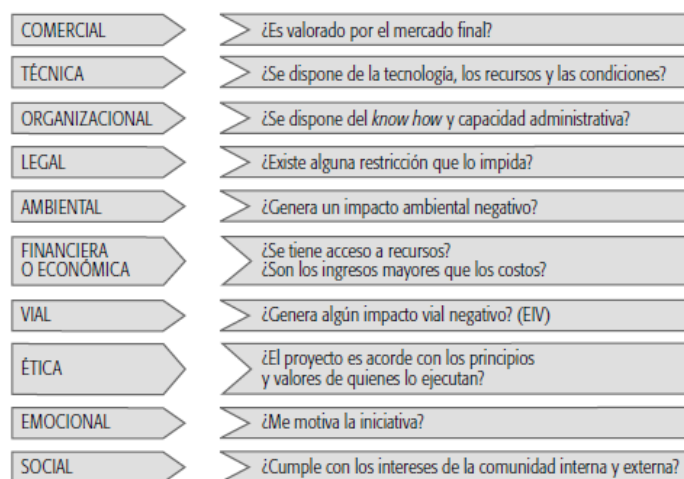 COMERCIAL
¿Es valorado por el mercado final?
TÉCNICA
¿Se dispone de la tecnología, los recursos y las condiciones?
ORGANIZACIONAL
¿Se dispone del know how y capacidad administrativa?
LEGAL
¿Existe alguna restricción que lo impida?
AMBIENTAL
¿Genera un impacto ambiental negativo?
FINANCIERA
O ECONÓMICA
¿Se tiene acceso a recursos?
¿Son los ingresos mayores que los costos?
VIAL
¿Genera algún impacto vial negativo? (EIV)
ÉTICA
¿El proyecto es acorde con los principios
y valores de quienes lo ejecutan?
EMOCIONAL
¿Me motiva la iniciativa?
SOCIAL
¿Cumple con los intereses de la comunidad interna y externa?